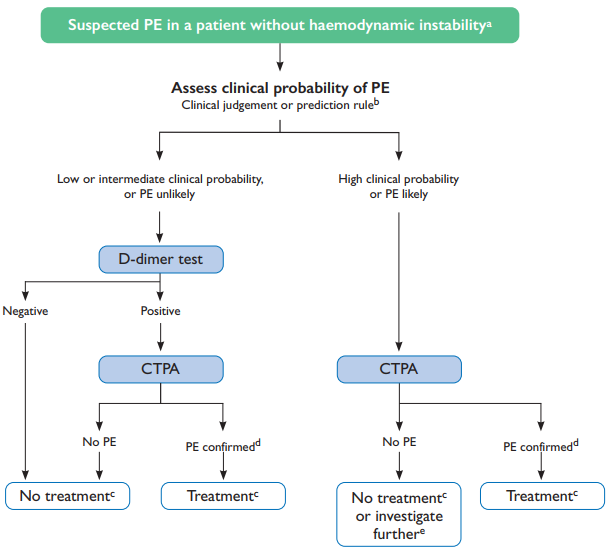 Suspected PE in a patient without haemodynamic instabilityᵃ
Assess clinical probability of PE
Clinical judgement or prediction ruleᵇ
Low or intermediate clinical probability,
or PE unlikely
High clinical probability
or PE likely
D-dimer test
Negative
Positive
CTPA
CTPA
No PE
PE confirmedᵈ
No PE
PE confirmedᵈ
No treatmentᶜ
Treatmentᶜ
No treatmentᶜ
or investigate
furtherᵉ
Treatmentᶜ